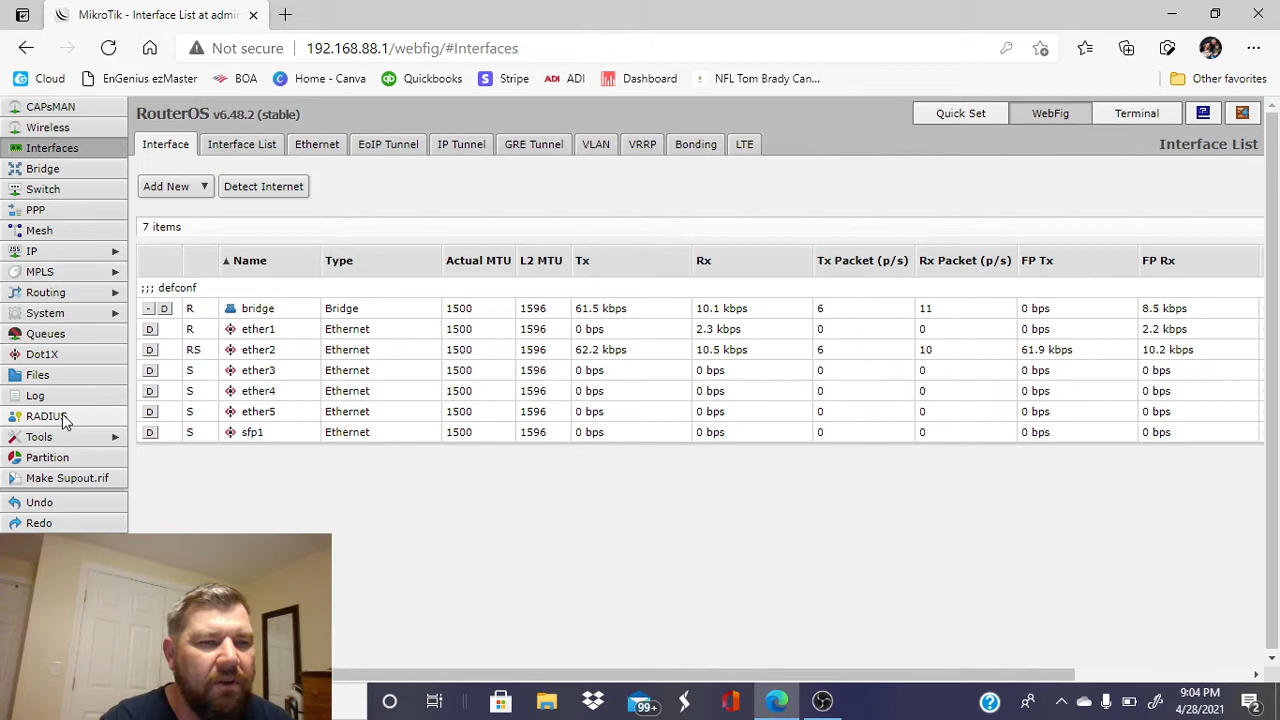 MikroTik - Interface List at admin
Not secure
192.168.88.1/webfig/#Interfaces
Cloud
EnGenius ezMaster
BOA
Home - Canva
Quickbooks
Stripe
ADI ADI
Dashboard
NFL Tom Brady Can...
Other favorites
CAPsMAN
Wireless
Interfaces
Bridge
Switch
PPP
Mesh
IP
MPLS
Routing
System
Queues
Dot1X
Files
Log
RADIUS
Tools
Partition
Make Supout.rif
Undo
Redo
RouterOS v6.48.2 (stable)
Quick Set WebFig Terminal
Interface Interface List Ethernet EoIP Tunnel IP Tunnel GRE Tunnel VLAN VRRP Bonding LTE
Interface List
Add New Detect Internet
7 items
Name Type Actual MTU L2 MTU Tx Rx Tx Packet (p/s) Rx Packet (p/s) FP Tx FP Rx
;;; defconf
- D R bridge Bridge 1500 1596 61.5 kbps 10.1 kbps 6 11 0 bps 8.5 kbps
D R ether1 Ethernet 1500 1596 0 bps 2.3 kbps 0 0 0 bps 2.2 kbps
D RS ether2 Ethernet 1500 1596 62.2 kbps 10.5 kbps 6 10 61.9 kbps 10.2 kbps
D S ether3 Ethernet 1500 1596 0 bps 0 bps 0 0 0 bps 0 bps
D S ether4 Ethernet 1500 1596 0 bps 0 bps 0 0 0 bps 0 bps
D S ether5 Ethernet 1500 1596 0 bps 0 bps 0 0 0 bps 0 bps
D S sfp1 Ethernet 1500 1596 0 bps 0 bps 0 0 0 bps 0 bps
99+
9:04 PM
4/28/2021
2